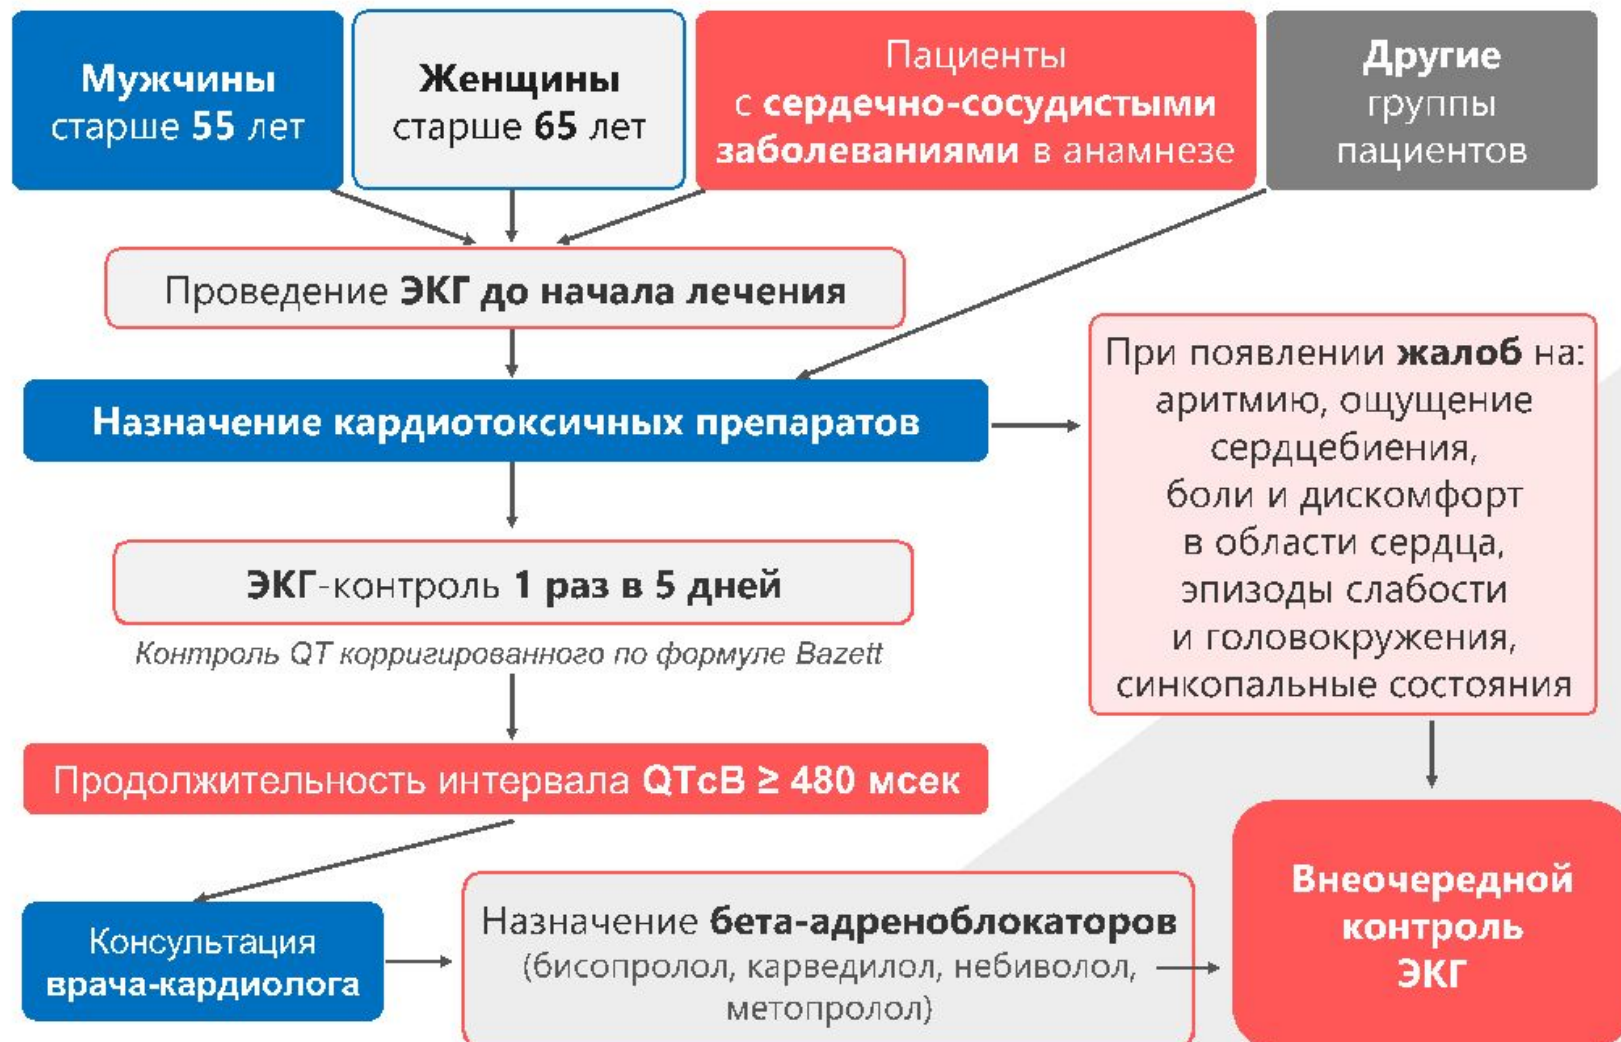 Мужчины
старше 55 лет
Женщины
старше 65 лет
Пациенты
с сердечно-сосудистыми
заболеваниями в анамнезе
Другие
группы
пациентов
Проведение ЭКГ до начала лечения
Назначение кардиотоксичных препаратов
При появлении жалоб на:
аритмию, ощущение
сердцебиения,
боли и дискомфорт
в области сердца,
эпизоды слабости
и головокружения,
синкопальные состояния
ЭКГ-контроль 1 раз в 5 дней
Контроль QT корригированного по формуле Bazett
Продолжительность интервала QTcB ≥ 480 мсек
Консультация
врача-кардиолога
Назначение бета-адреноблокаторов
(бисопролол, карведилол, небиволол,
метопролол)
Внеочередной
контроль
ЭКГ